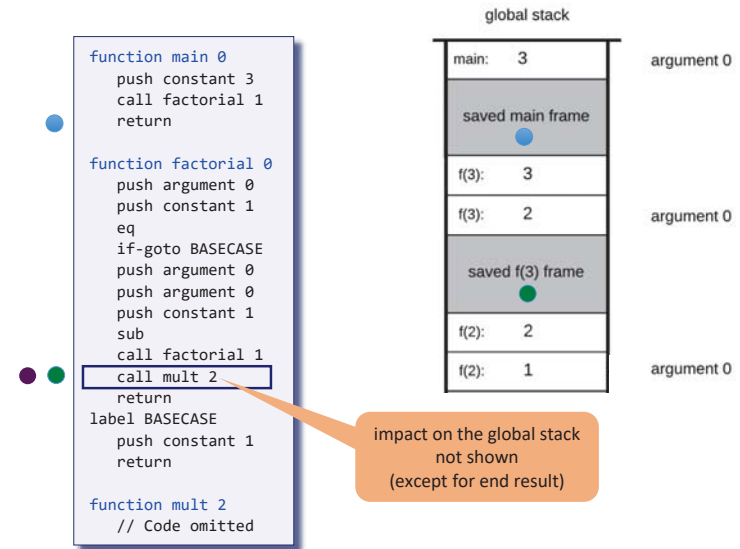 function main 0
push constant 3
call factorial 1
return
function factorial 0
push argument 0
push constant 1
eq
if-goto BASECASE
push argument 0
push argument 0
push constant 1
sub
call factorial 1
call mult 2
return
label BASECASE
push constant 1
return
function mult 2
// Code omitted
global stack
main: 3 argument 0
saved main frame
f(3): 3
f(3): 2 argument 0
saved f(3) frame
f(2): 2
f(2): 1 argument 0
impact on the global stack
not shown
(except for end result)